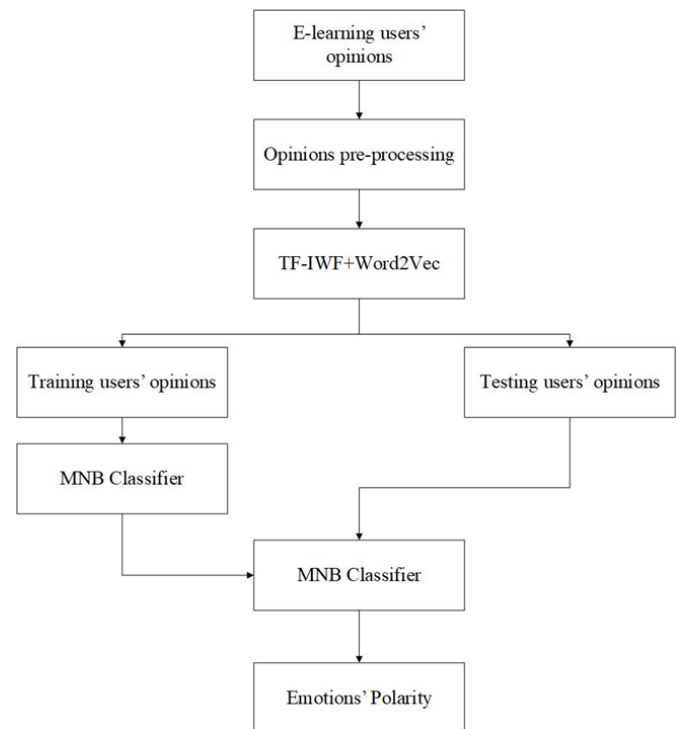 E-learning users’
opinions
Opinions pre-processing
TF-IWF+Word2Vec
Training users’ opinions
Testing users’ opinions
MNB Classifier
MNB Classifier
Emotions’ Polarity